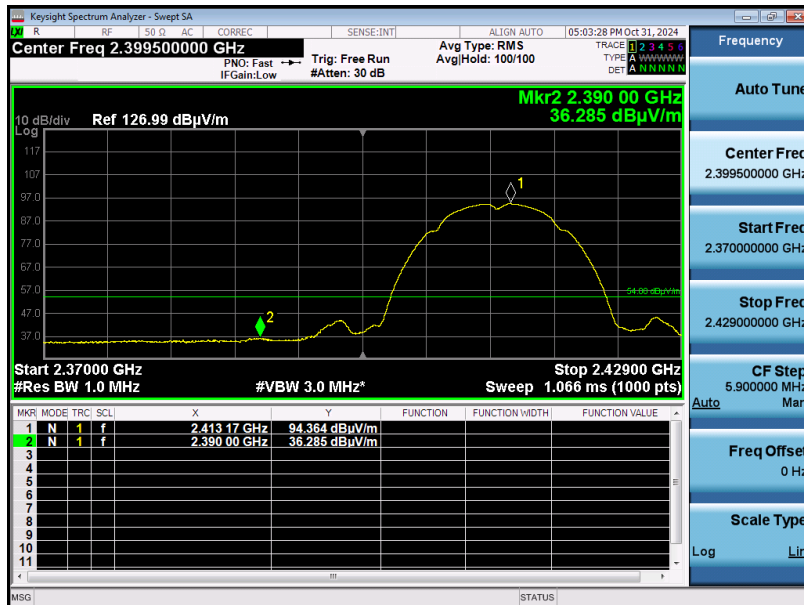 Keysight Spectrum Analyzer - Swept SA
LXI R RF 50 Ω AC CORREC SENSE:INT ALIGN AUTO 05:03:28 PM Oct 31, 2024
Center Freq 2.399500000 GHz
PNO: Fast
IFGain:Low
Trig: Free Run
#Atten: 30 dB
Avg Type: RMS
Avg|Hold: 100/100
TRACE 1 2 3 4 5 6
TYPE A WWWWW
DET A N N N N N
Mkr2 2.390 00 GHz
36.285 dBµV/m
10 dB/div Ref 126.99 dBµV/m
Log
117
107
97.0
87.0
77.0
67.0
57.0
47.0
37.0
1
2
54.00 dBµV/m
Start 2.37000 GHz Stop 2.42900 GHz
#Res BW 1.0 MHz #VBW 3.0 MHz* Sweep 1.066 ms (1000 pts)
MKR MODE TRC SCL X Y FUNCTION FUNCTION WIDTH FUNCTION VALUE
1 N 1 f 2.413 17 GHz 94.364 dBµV/m
2 N 1 f 2.390 00 GHz 36.285 dBµV/m
3
4
5
6
7
8
9
10
11
MSG STATUS
Frequency
Auto Tune
Center Freq
2.399500000 GHz
Start Freq
2.370000000 GHz
Stop Freq
2.429000000 GHz
CF Step
5.900000 MHz
Auto Man
Freq Offset
0 Hz
Scale Type
Log Lin